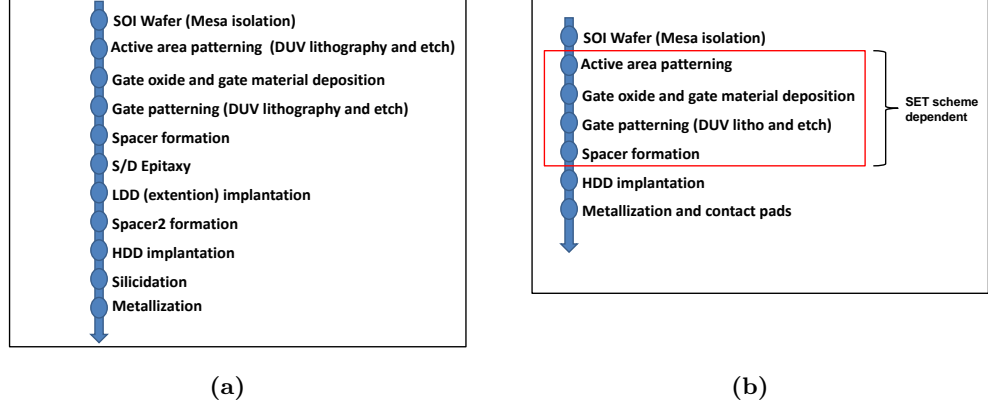 SOI Wafer (Mesa isolation)
Active area patterning (DUV lithography and etch)
Gate oxide and gate material deposition
Gate patterning (DUV lithography and etch)
Spacer formation
S/D Epitaxy
LDD (extention) implantation
Spacer2 formation
HDD implantation
Silicidation
Metallization
(a)
SOI Wafer (Mesa isolation)
Active area patterning
Gate oxide and gate material deposition
Gate patterning (DUV litho and etch)
Spacer formation
HDD implantation
Metallization and contact pads
SET scheme
dependent
(b)